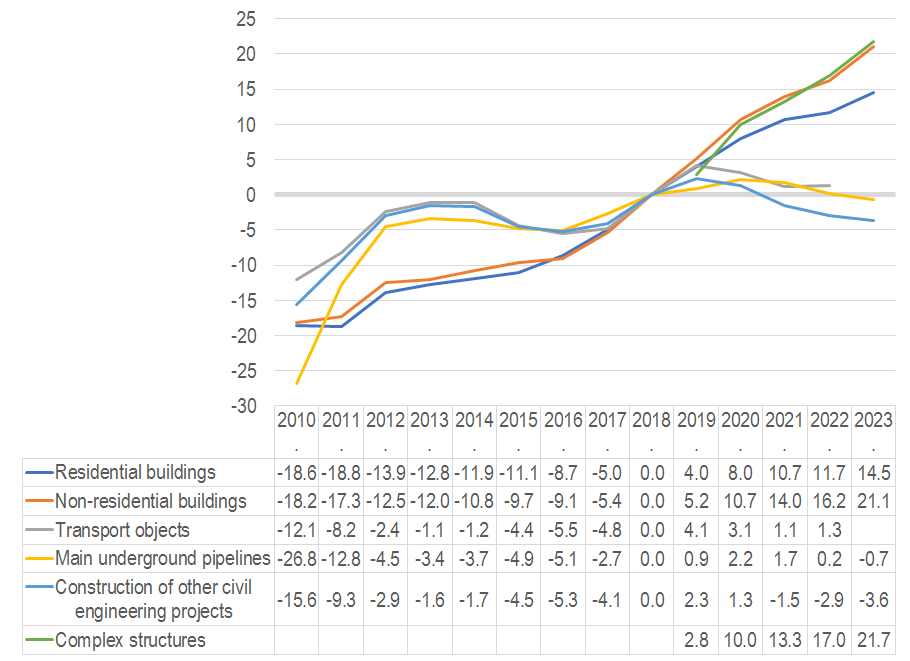 25
20
15
10
5
0
-5
-10
-15
-20
-25
-30
2010 2011 2012 2013 2014 2015 2016 2017 2018 2019 2020 2021 2022 2023
. . . . . . . . . . . . . .
Residential buildings -18.6 -18.8 -13.9 -12.8 -11.9 -11.1 -8.7 -5.0 0.0 4.0 8.0 10.7 11.7 14.5
Non-residential buildings -18.2 -17.3 -12.5 -12.0 -10.8 -9.7 -9.1 -5.4 0.0 5.2 10.7 14.0 16.2 21.1
Transport objects -12.1 -8.2 -2.4 -1.1 -1.2 -4.4 -5.5 -4.8 0.0 4.1 3.1 1.1 1.3
Main underground pipelines -26.8 -12.8 -4.5 -3.4 -3.7 -4.9 -5.1 -2.7 0.0 0.9 2.2 1.7 0.2 -0.7
Construction of other civil
engineering projects -15.6 -9.3 -2.9 -1.6 -1.7 -4.5 -5.3 -4.1 0.0 2.3 1.3 -1.5 -2.9 -3.6
Complex structures 2.8 10.0 13.3 17.0 21.7